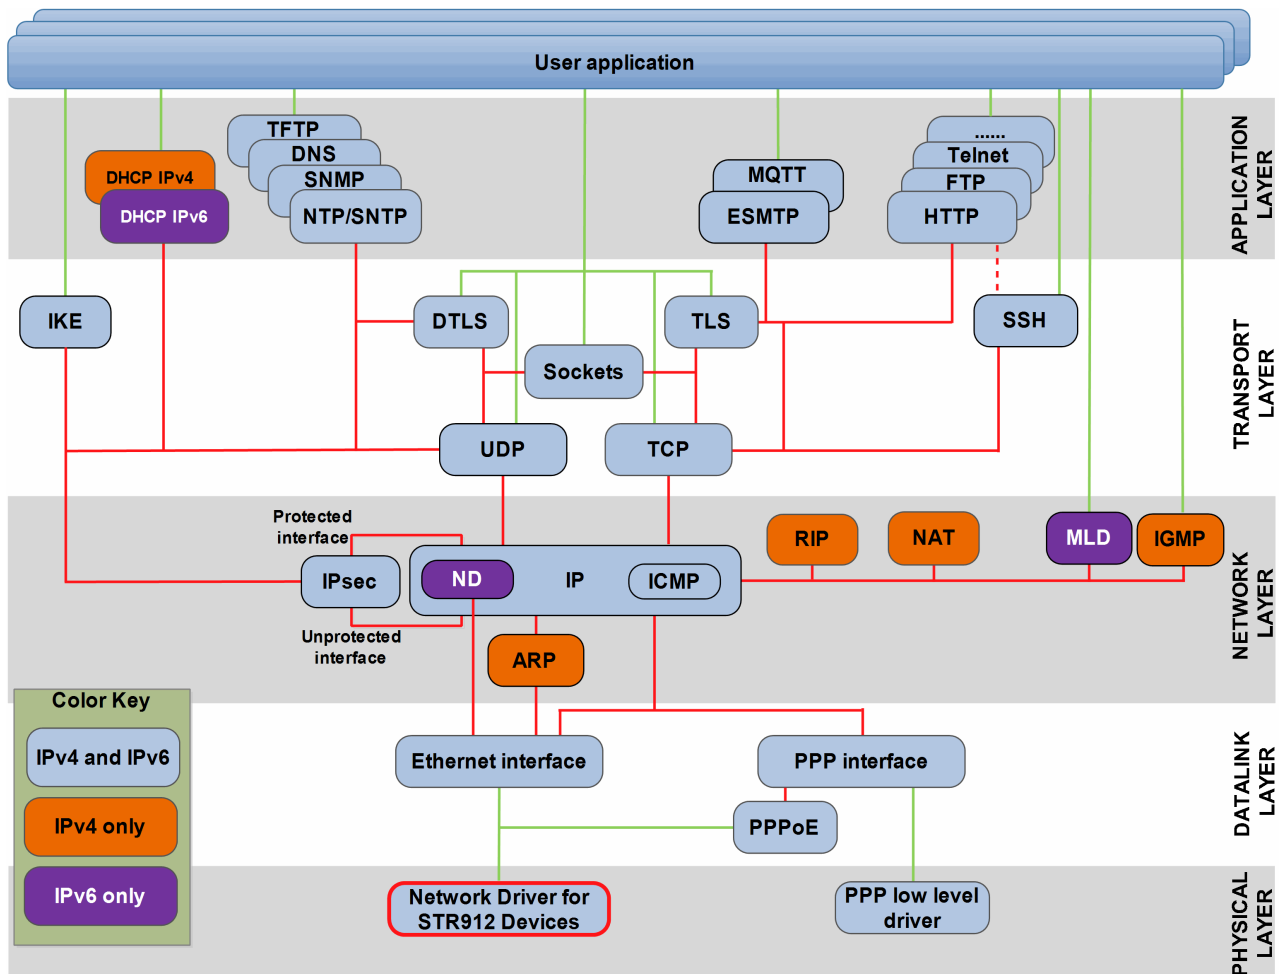 User application
APPLICATION
LAYER
TFTP
DNS
SNMP
NTP/SNTP
DHCP IPv4
DHCP IPv6
MQTT
ESMTP
......
Telnet
FTP
HTTP
TRANSPORT
LAYER
IKE
DTLS
TLS
SSH
Sockets
UDP
TCP
NETWORK
LAYER
Protected
interface
IPsec
Unprotected
interface
ND
IP
ICMP
RIP
NAT
MLD
IGMP
ARP
Color Key
IPv4 and IPv6
IPv4 only
IPv6 only
DATALINK
LAYER
Ethernet interface
PPP interface
PPPoE
PHYSICAL
LAYER
Network Driver for
STR912 Devices
PPP low level
driver